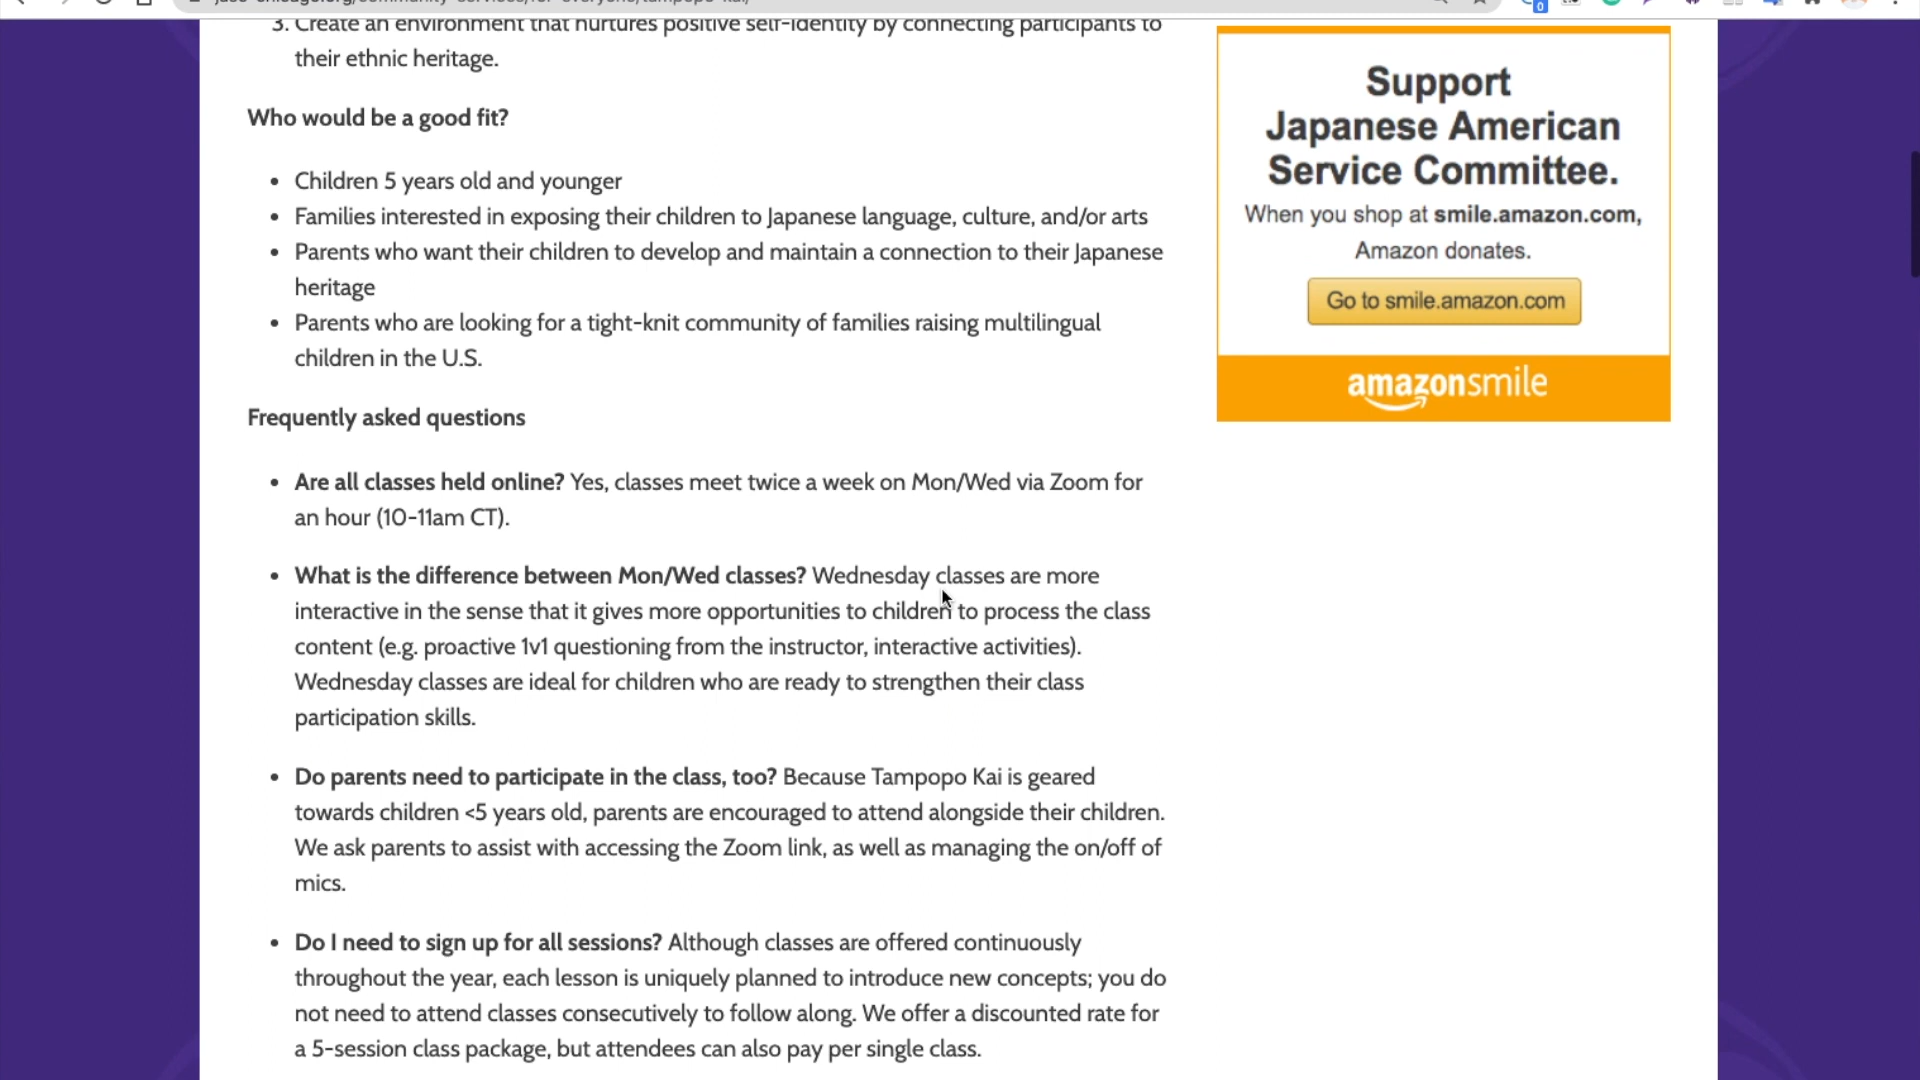 3. Create an environment that nurtures positive self-identity by connecting participants to
their ethnic heritage.
Who would be a good fit?
• Children 5 years old and younger
• Families interested in exposing their children to Japanese language, culture, and/or arts
• Parents who want their children to develop and maintain a connection to their Japanese
heritage
• Parents who are looking for a tight-knit community of families raising multilingual
children in the U.S.
Frequently asked questions
• Are all classes held online? Yes, classes meet twice a week on Mon/Wed via Zoom for
an hour (10-11am CT).
• What is the difference between Mon/Wed classes? Wednesday classes are more
interactive in the sense that it gives more opportunities to children to process the class
content (e.g. proactive 1v1 questioning from the instructor, interactive activities).
Wednesday classes are ideal for children who are ready to strengthen their class
participation skills.
• Do parents need to participate in the class, too? Because Tampopo Kai is geared
towards children <5 years old, parents are encouraged to attend alongside their children.
We ask parents to assist with accessing the Zoom link, as well as managing the on/off of
mics.
• Do I need to sign up for all sessions? Although classes are offered continuously
throughout the year, each lesson is uniquely planned to introduce new concepts; you do
not need to attend classes consecutively to follow along. We offer a discounted rate for
a 5-session class package, but attendees can also pay per single class.
Support
Japanese American
Service Committee.
When you shop at smile.amazon.com,
Amazon donates.
Go to smile.amazon.com
amazonsmile
0